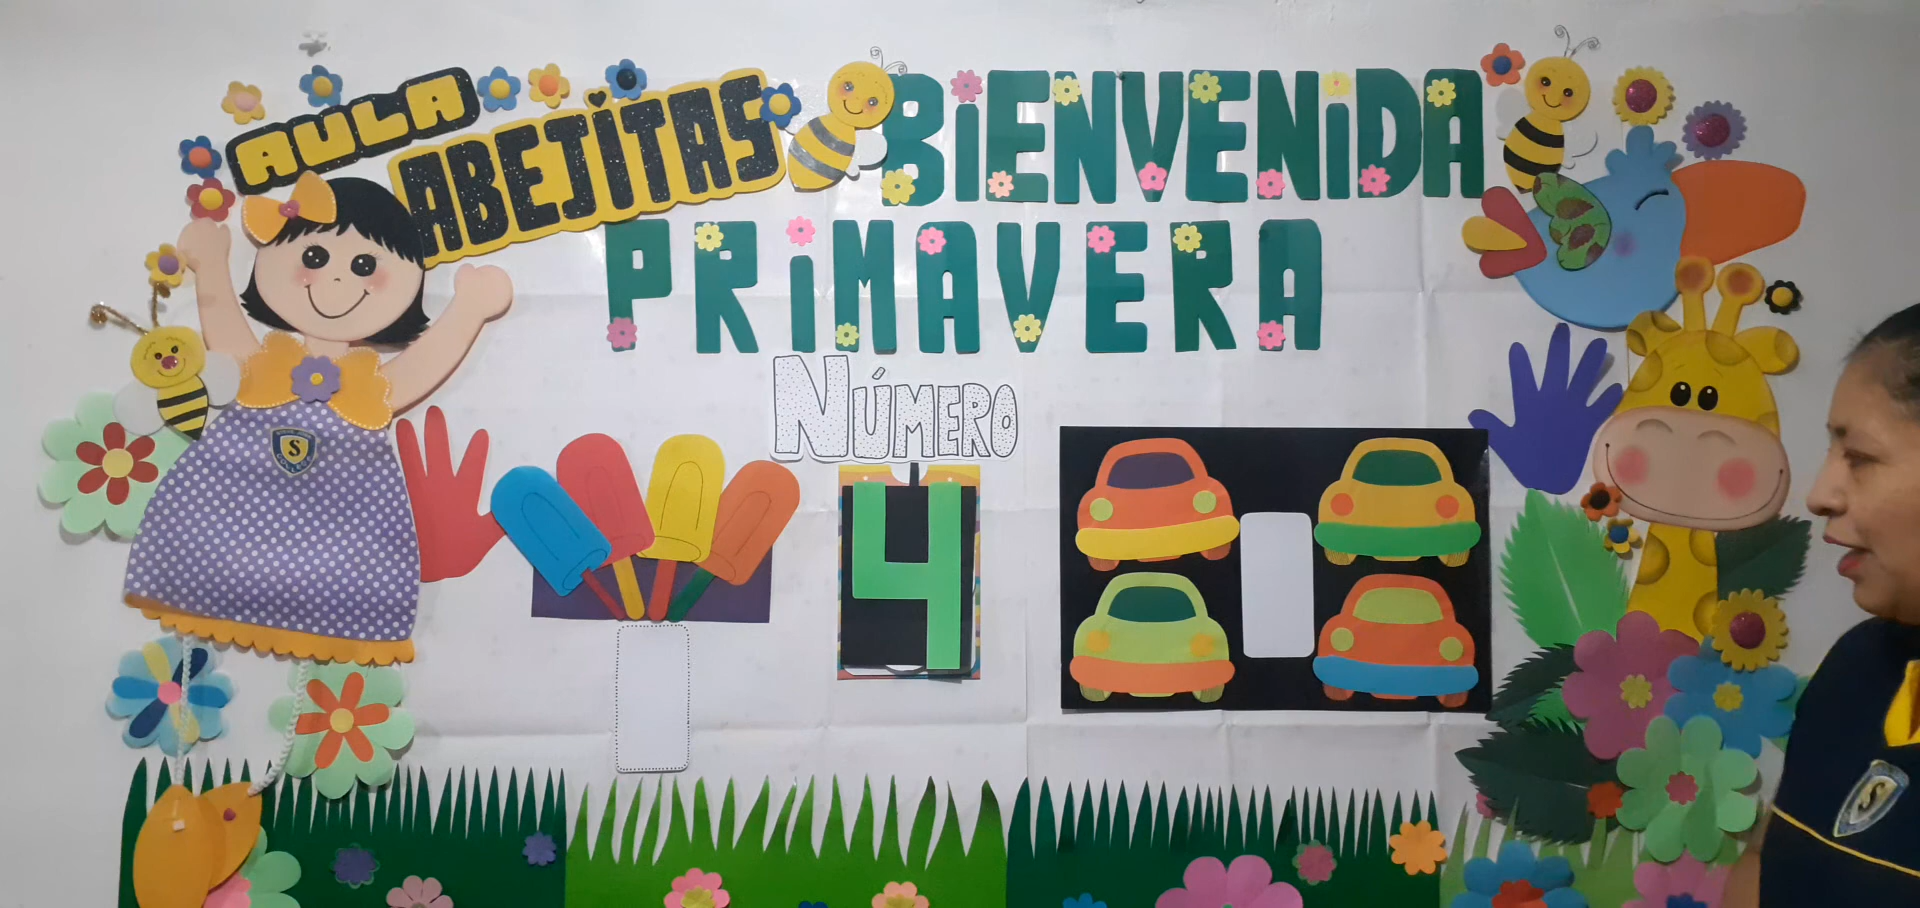 AULA
ABEJITAS
BIENVENIDA
PRIMAVERA
NÚMERO
4
S
S